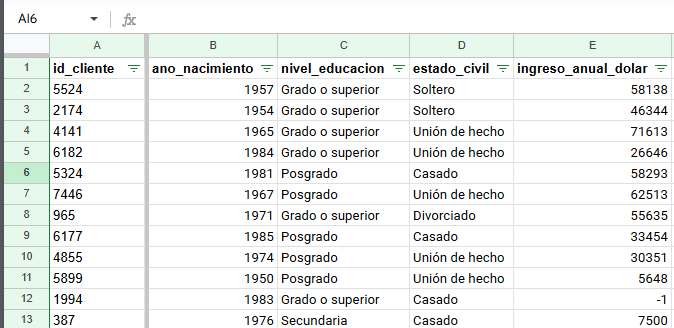 AI6 fx
A B C D E
1 id_cliente ano_nacimiento nivel_educacion estado_civil ingreso_anual_dolar
2 5524 1957 Grado o superior Soltero 58138
3 2174 1954 Grado o superior Soltero 46344
4 4141 1965 Grado o superior Unión de hecho 71613
5 6182 1984 Grado o superior Unión de hecho 26646
6 5324 1981 Posgrado Casado 58293
7 7446 1967 Posgrado Unión de hecho 62513
8 965 1971 Grado o superior Divorciado 55635
9 6177 1985 Posgrado Casado 33454
10 4855 1974 Posgrado Unión de hecho 30351
11 5899 1950 Posgrado Unión de hecho 5648
12 1994 1983 Grado o superior Casado -1
13 387 1976 Secundaria Casado 7500